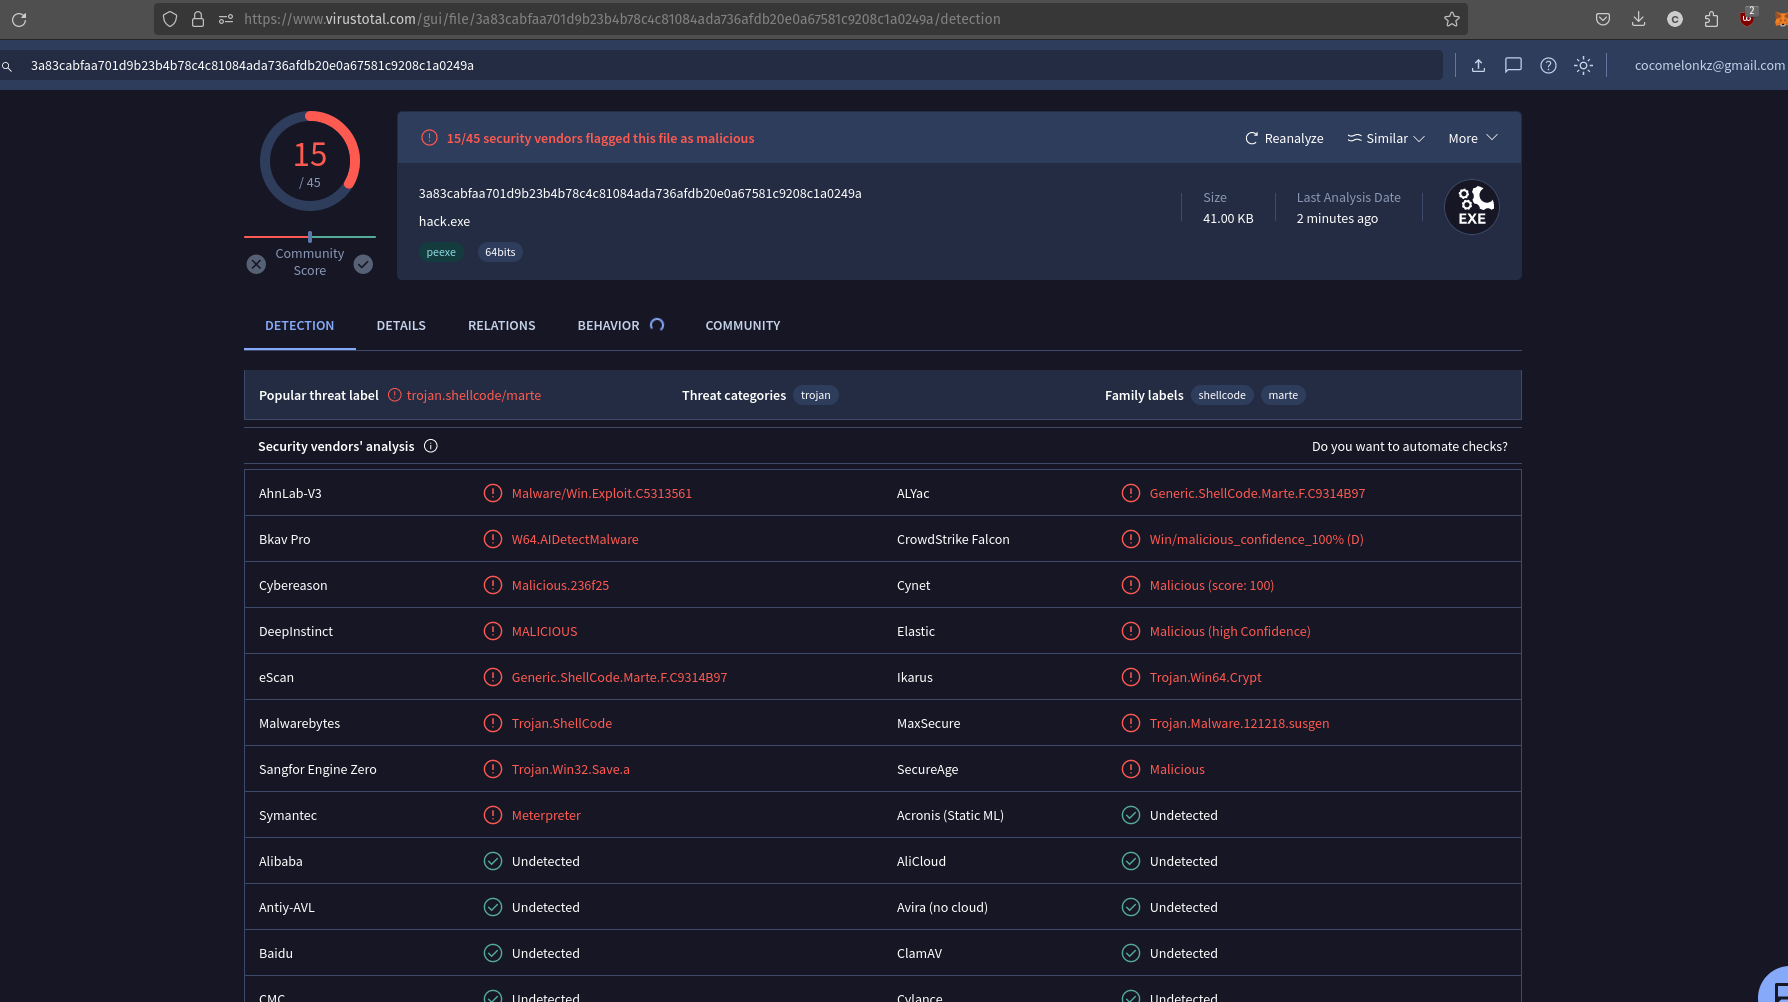 https://www.virustotal.com/gui/file/3a83cabfaa701d9b23b4b78c4c81084ada736afdb20e0a67581c9208c1a0249a/detection
2
3a83cabfaa701d9b23b4b78c4c81084ada736afdb20e0a67581c9208c1a0249a
cocomelonkz@gmail.com
15
/ 45
Community
Score
15/45 security vendors flagged this file as malicious
Reanalyze
Similar
More
3a83cabfaa701d9b23b4b78c4c81084ada736afdb20e0a67581c9208c1a0249a
hack.exe
peexe
64bits
Size
41.00 KB
Last Analysis Date
2 minutes ago
EXE
DETECTION
DETAILS
RELATIONS
BEHAVIOR
COMMUNITY
Popular threat label
trojan.shellcode/marte
Threat categories
trojan
Family labels
shellcode
marte
Security vendors' analysis
Do you want to automate checks?
AhnLab-V3 Malware/Win.Exploit.C5313561 ALYac Generic.ShellCode.Marte.F.C9314B97
Bkav Pro W64.AIDetectMalware CrowdStrike Falcon Win/malicious_confidence_100% (D)
Cybereason Malicious.236f25 Cynet Malicious (score: 100)
DeepInstinct MALICIOUS Elastic Malicious (high Confidence)
eScan Generic.ShellCode.Marte.F.C9314B97 Ikarus Trojan.Win64.Crypt
Malwarebytes Trojan.ShellCode MaxSecure Trojan.Malware.121218.susgen
Sangfor Engine Zero Trojan.Win32.Save.a SecureAge Malicious
Symantec Meterpreter Acronis (Static ML) Undetected
Alibaba Undetected AliCloud Undetected
Antiy-AVL Undetected Avira (no cloud) Undetected
Baidu Undetected ClamAV Undetected
CMC Undetected Cylance Undetected